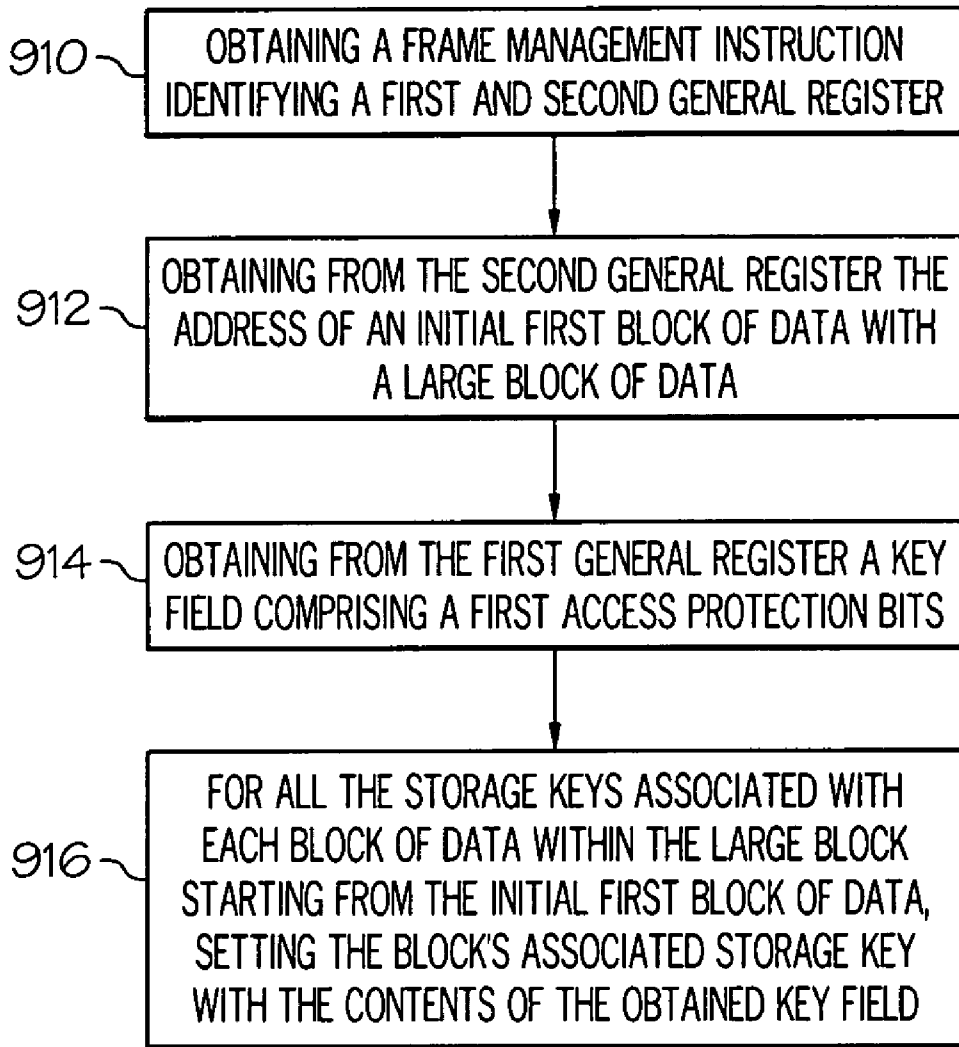 910
OBTAINING A FRAME MANAGEMENT INSTRUCTION
IDENTIFYING A FIRST AND SECOND GENERAL REGISTER
912
OBTAINING FROM THE SECOND GENERAL REGISTER THE
ADDRESS OF AN INITIAL FIRST BLOCK OF DATA WITH
A LARGE BLOCK OF DATA
914
OBTAINING FROM THE FIRST GENERAL REGISTER A KEY
FIELD COMPRISING A FIRST ACCESS PROTECTION BITS
916
FOR ALL THE STORAGE KEYS ASSOCIATED WITH
EACH BLOCK OF DATA WITHIN THE LARGE BLOCK
STARTING FROM THE INITIAL FIRST BLOCK OF DATA,
SETTING THE BLOCK'S ASSOCIATED STORAGE KEY
WITH THE CONTENTS OF THE OBTAINED KEY FIELD